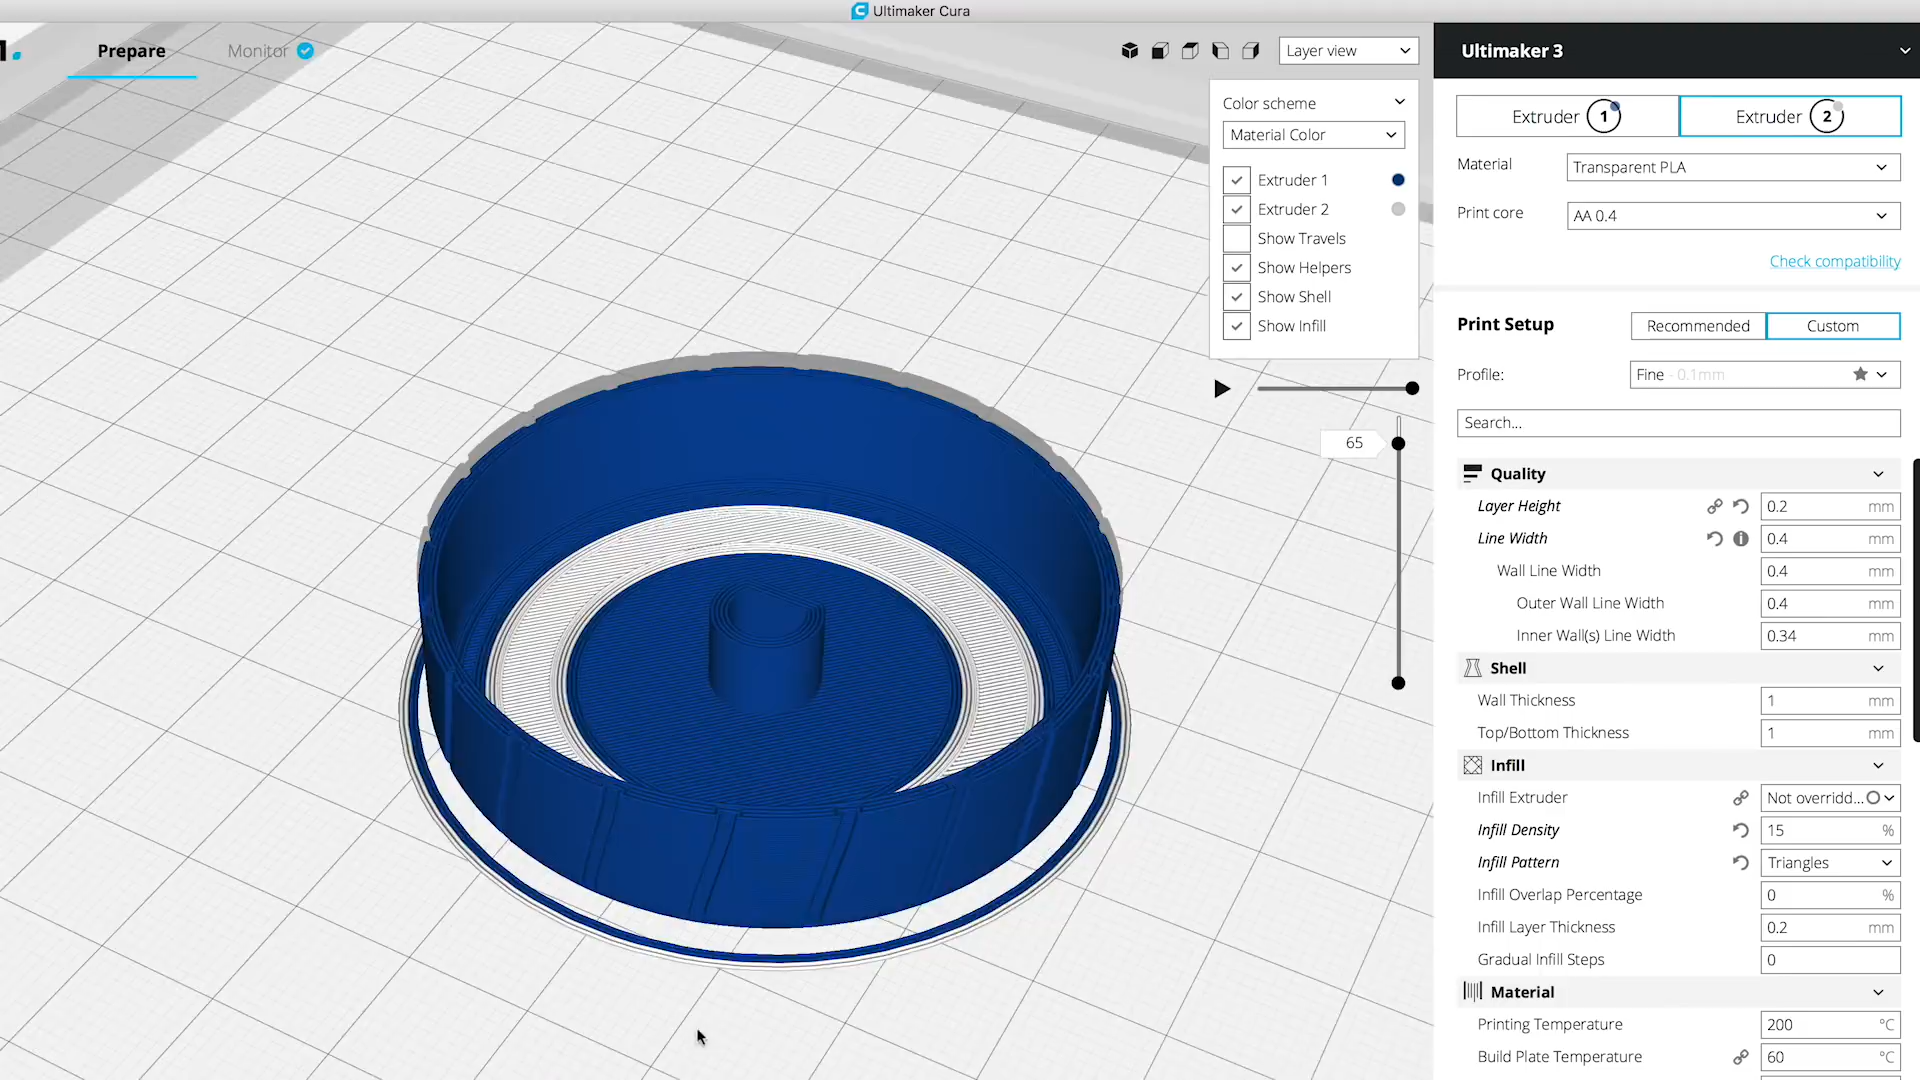 Ultimaker Cura
Prepare
Monitor
Layer view
Ultimaker 3
Color scheme
Material Color
Extruder 1
Extruder 2
Show Travels
Show Helpers
Show Shell
Show Infill
65
Extruder 1
Extruder 2
Material
Transparent PLA
Print core
AA 0.4
Check compatibility
Print Setup
Recommended
Custom
Profile:
Fine - 0.1mm
Search...
Quality
Layer Height
0.2 mm
Line Width
0.4 mm
Wall Line Width
0.4 mm
Outer Wall Line Width
0.4 mm
Inner Wall(s) Line Width
0.34 mm
Shell
Wall Thickness
1 mm
Top/Bottom Thickness
1 mm
Infill
Infill Extruder
Not overridd...
Infill Density
15 %
Infill Pattern
Triangles
Infill Overlap Percentage
0 %
Infill Layer Thickness
0.2 mm
Gradual Infill Steps
0
Material
Printing Temperature
200 °C
Build Plate Temperature
60 °C